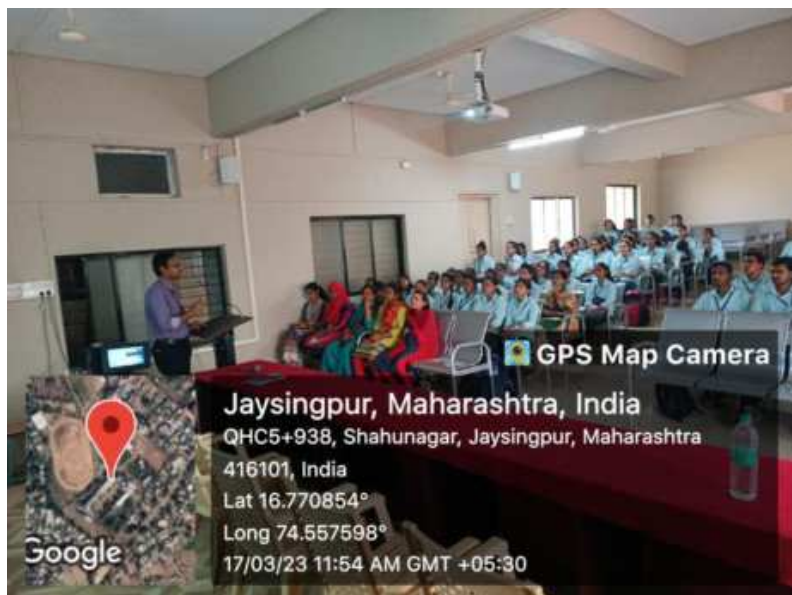 GPS Map Camera
Jaysingpur, Maharashtra, India
QHC5+938, Shahunagar, Jaysingpur, Maharashtra
416101, India
Lat 16.770854°
Long 74.557598°
17/03/23 11:54 AM GMT +05:30
Google